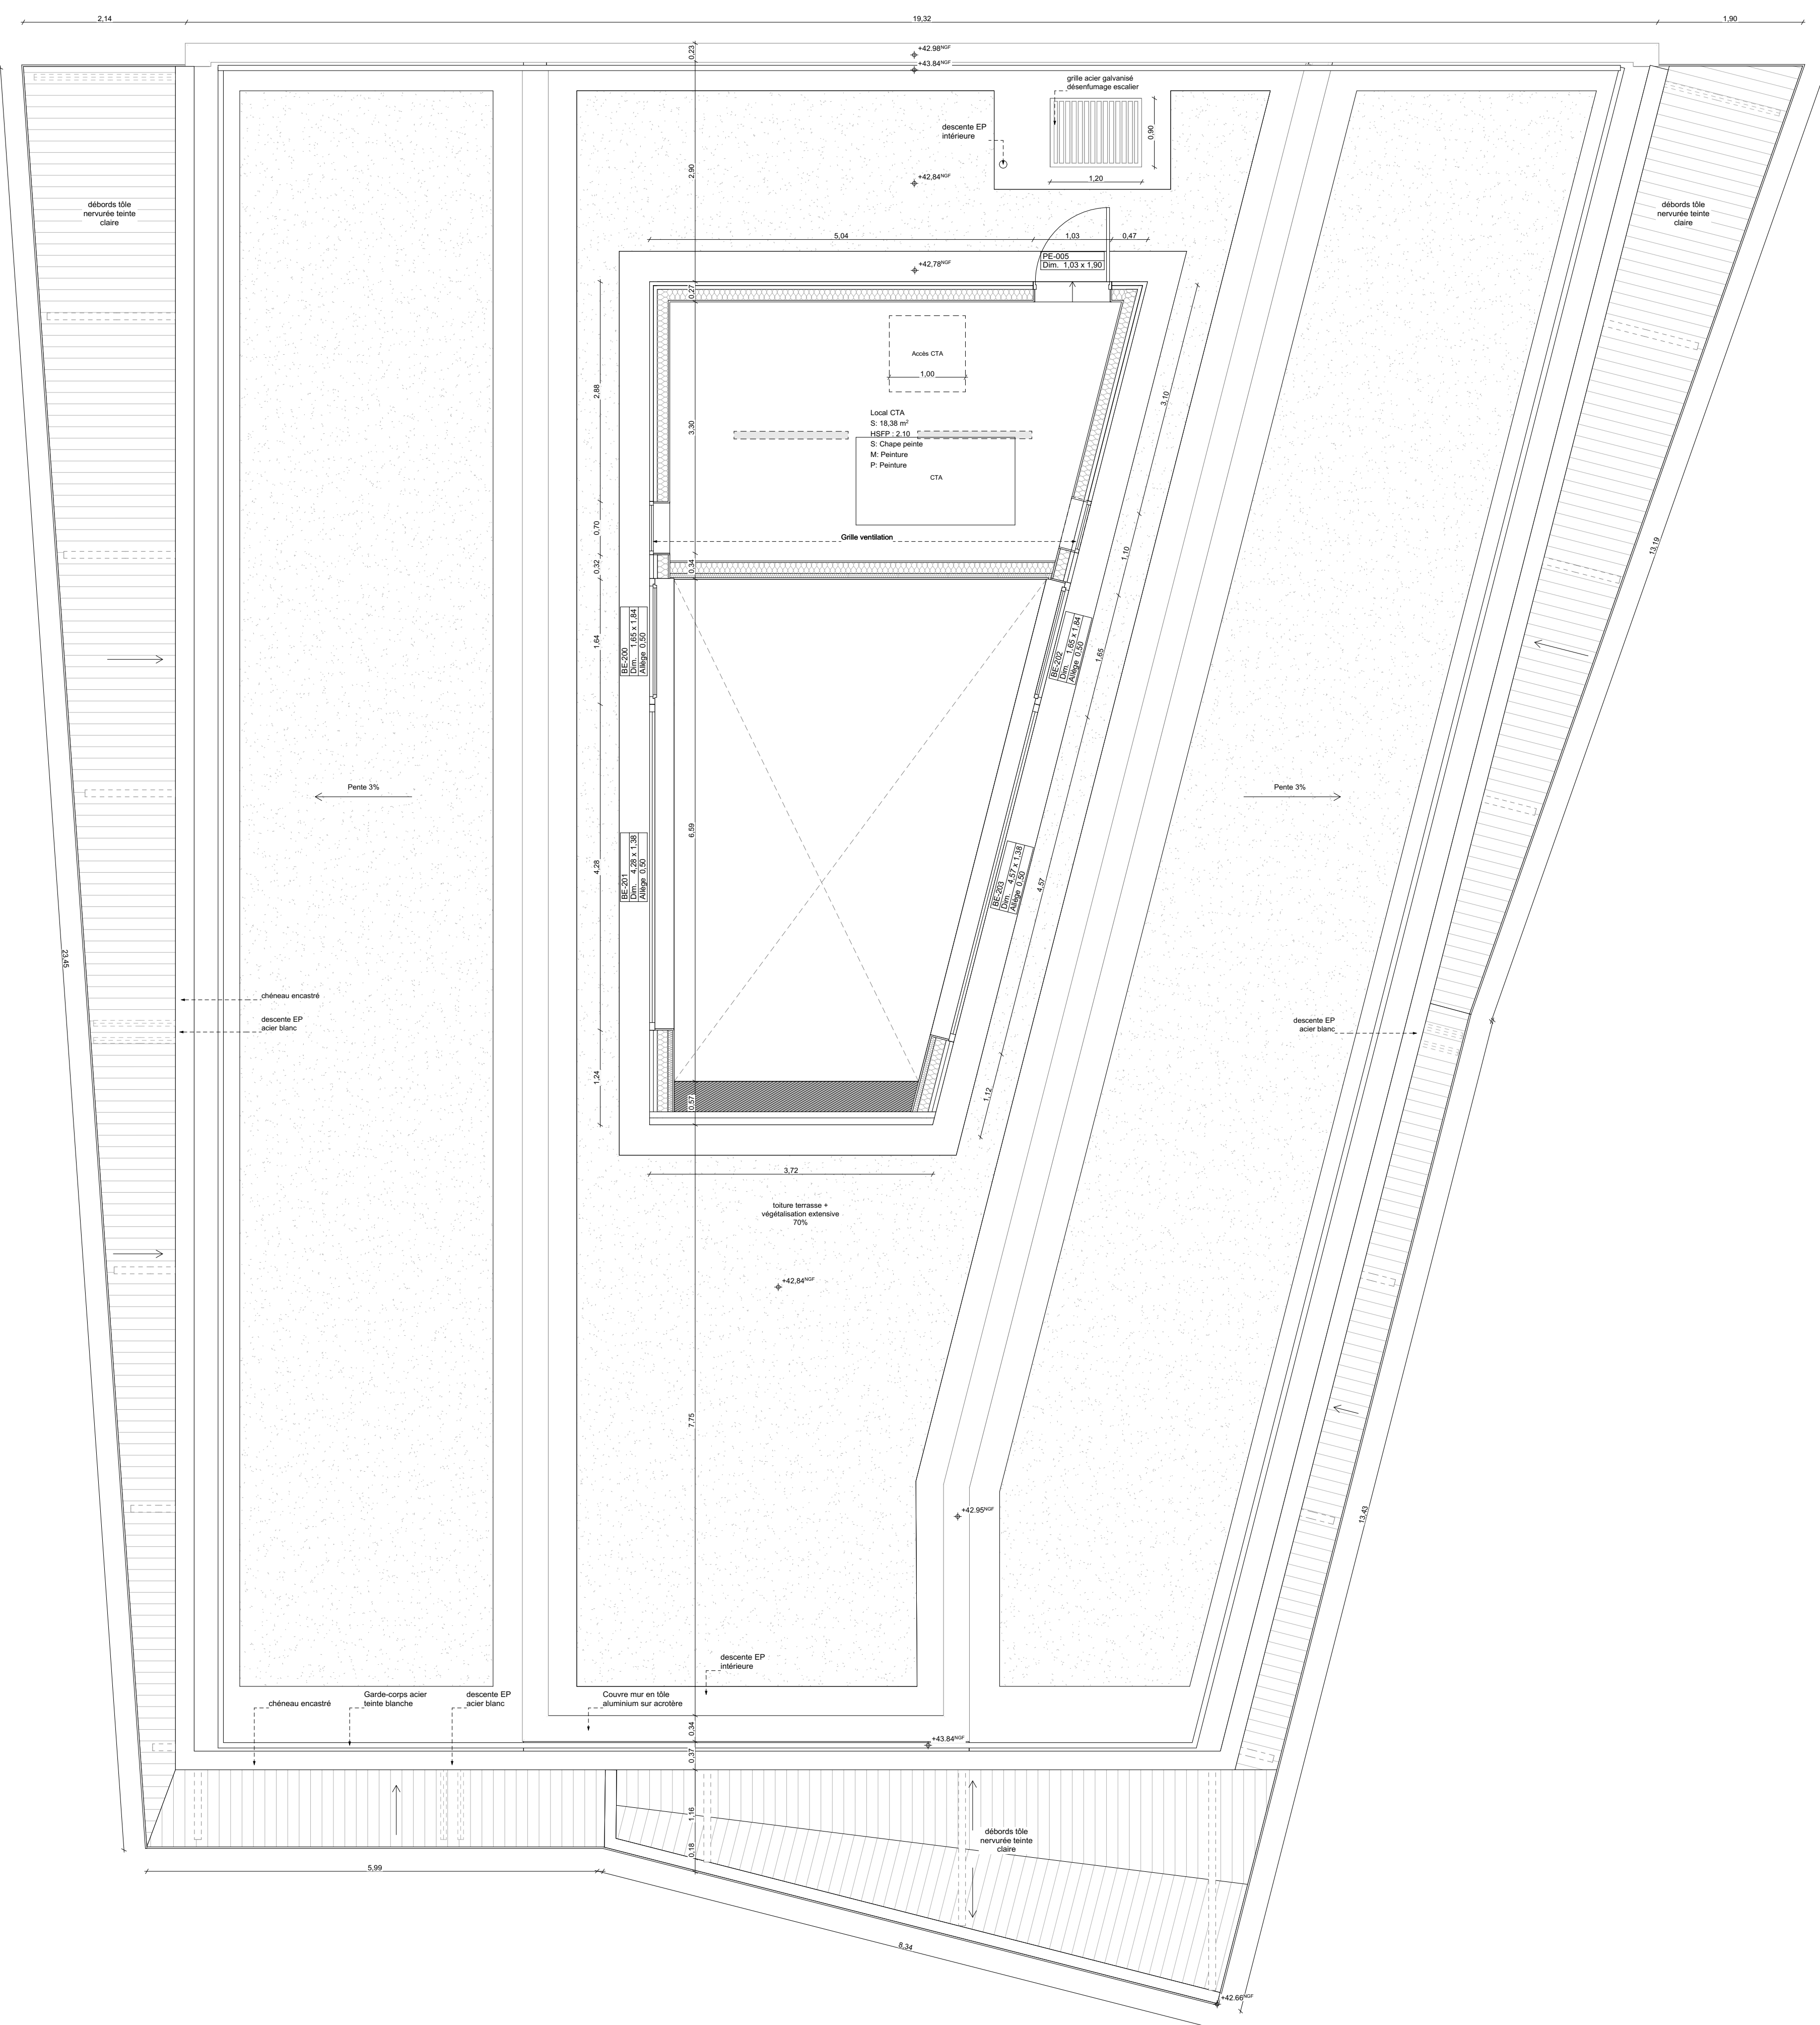 2,14
19,32
1,90
0,23
+42.98NGF
+43.84NGF
grille acier galvanisé
désenfumage escalier
descente EP
intérieure
0,90
1,20
2,90
+42,84NGF
débords tôle
nervurée teinte
claire
débords tôle
nervurée teinte
claire
5,04
1,03
0,47
+42,78NGF
PE-005
Dim. 1,03 x 1,90
0,27
Accès CTA
1,00
2,88
3,30
3,10
Local CTA
S: 18,38 m²
HSFP : 2.10
S: Chape peinte
M: Peinture
P: Peinture
CTA
Grille ventilation
0,70
0,32
0,34
1,10
13,19
BE-200
Dim. 1,65 x 1,84
Allège 0,50
1,64
BE-202
Dim. 1,65 x 1,84
Allège 0,50
1,65
Pente 3%
Pente 3%
6,59
4,28
BE-201
Dim. 4,28 x 1,38
Allège 0,50
BE-203
Dim. 4,57 x 1,38
Allège 0,50
4,57
23,45
chéneau encastré
descente EP
acier blanc
descente EP
acier blanc
1,24
0,57
1,12
3,72
toiture terrasse +
végétalisation extensive
70%
+42,84NGF
7,75
+42.95NGF
13,43
descente EP
intérieure
chéneau encastré
Garde-corps acier
teinte blanche
descente EP
acier blanc
Couvre mur en tôle
aluminium sur acrotère
0,34
+43.84NGF
0,37
1,16
0,18
débords tôle
nervurée teinte
claire
5,99
8,34
+42.66NGF